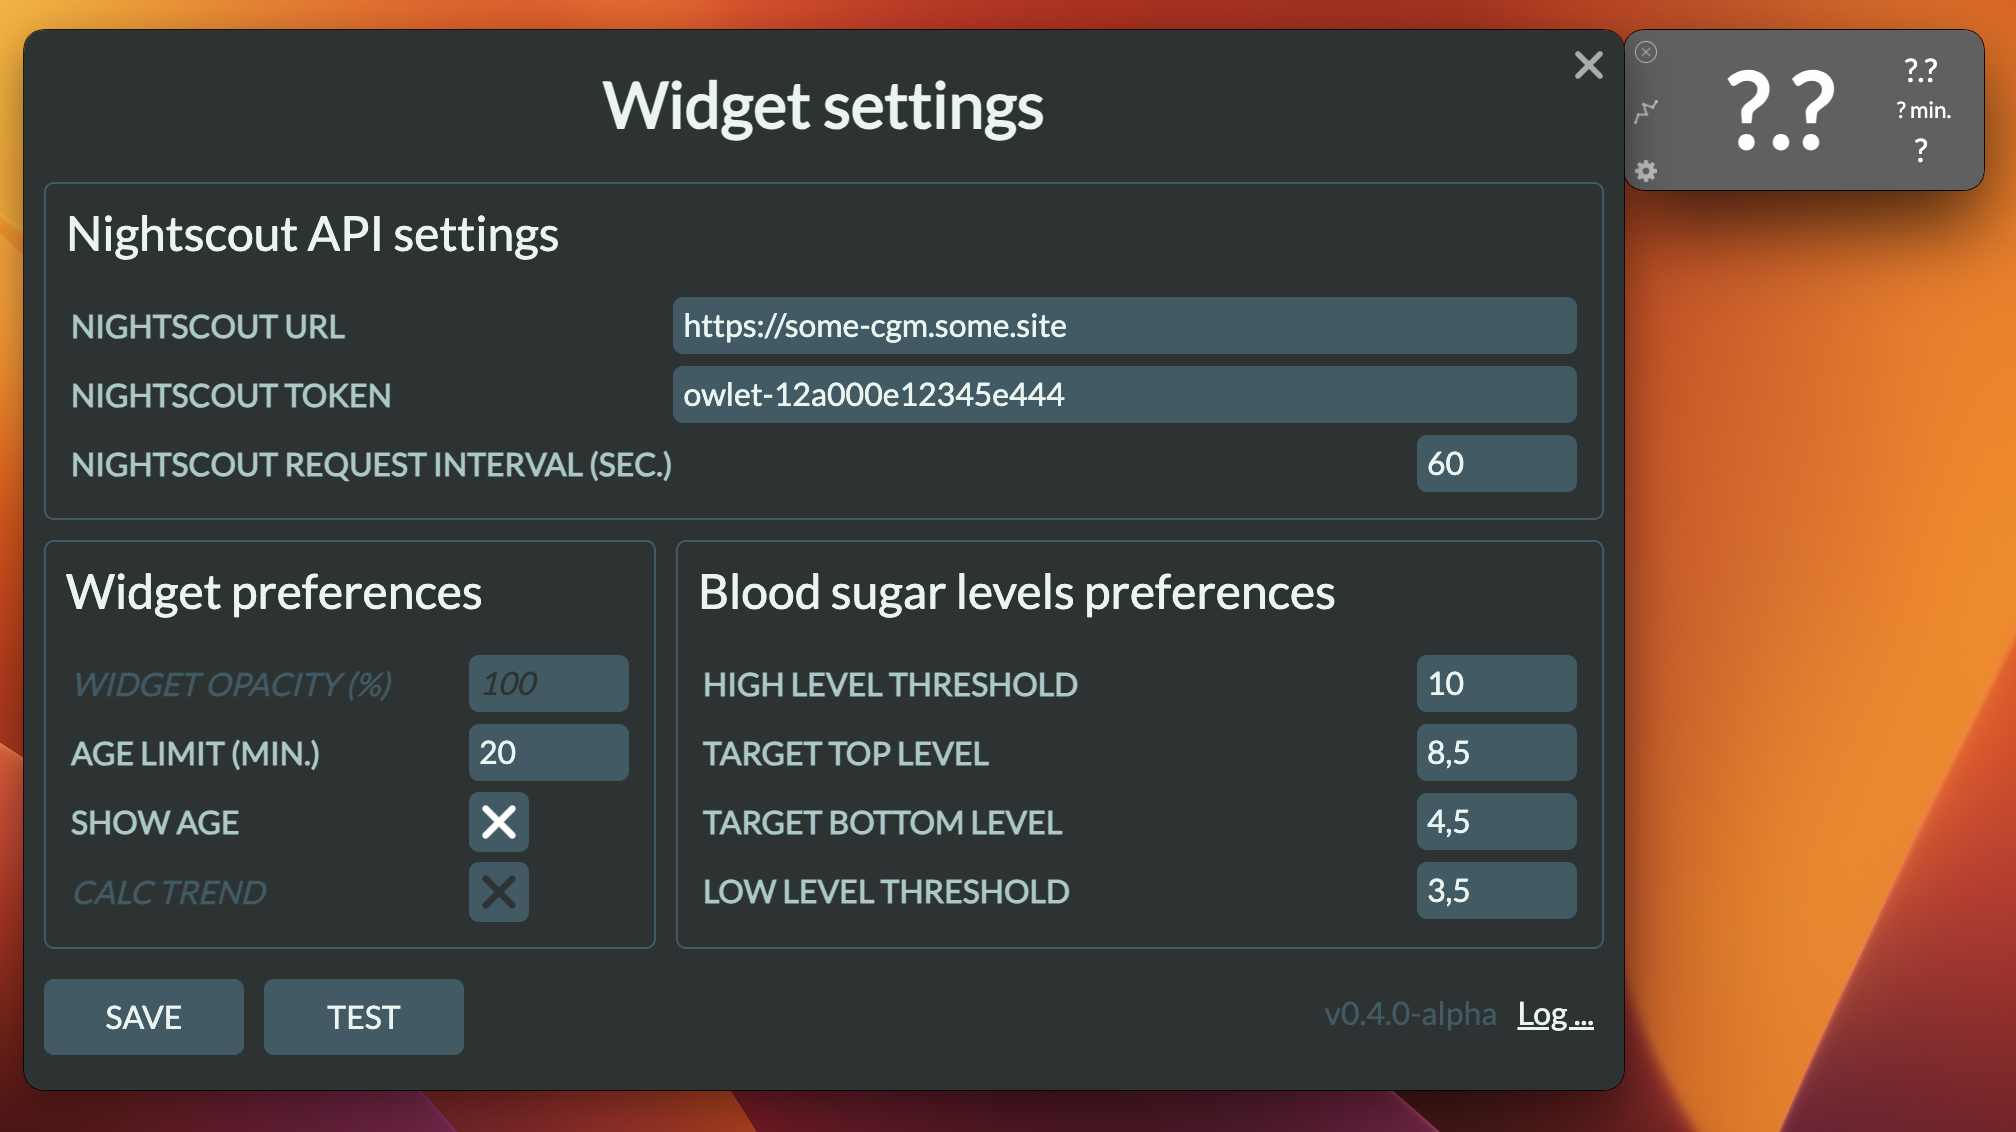 Widget settings
Nightscout API settings
NIGHTSCOUT URL https://some-cgm.some.site
NIGHTSCOUT TOKEN owlet-12a000e12345e444
NIGHTSCOUT REQUEST INTERVAL (SEC.) 60
Widget preferences
WIDGET OPACITY (%) 100
AGE LIMIT (MIN.) 20
SHOW AGE
CALC TREND
Blood sugar levels preferences
HIGH LEVEL THRESHOLD 10
TARGET TOP LEVEL 8,5
TARGET BOTTOM LEVEL 4,5
LOW LEVEL THRESHOLD 3,5
SAVE TEST
v0.4.0-alpha Log ...
?.?
?.?
? min.
?